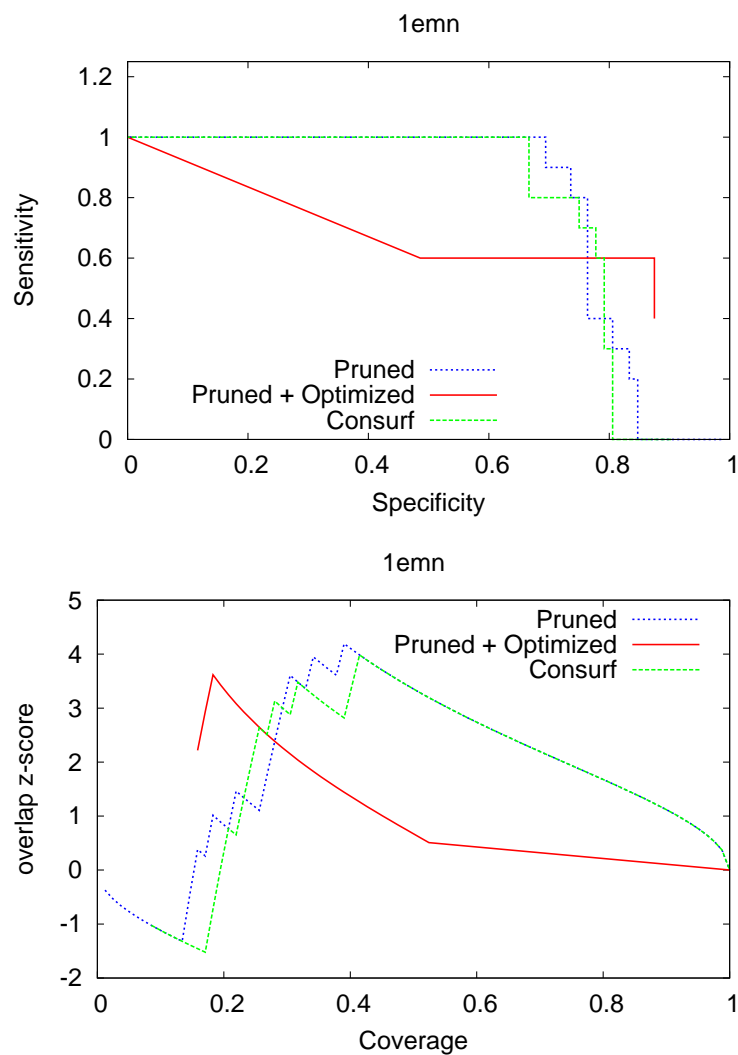 1emn
1.2
1
0.8
0.6
0.4
0.2
0
Sensitivity
Pruned
Pruned + Optimized
Consurf
0 0.2 0.4 0.6 0.8 1
Specificity
1emn
5
4
3
2
1
0
-1
-2
overlap z-score
Pruned
Pruned + Optimized
Consurf
0 0.2 0.4 0.6 0.8 1
Coverage